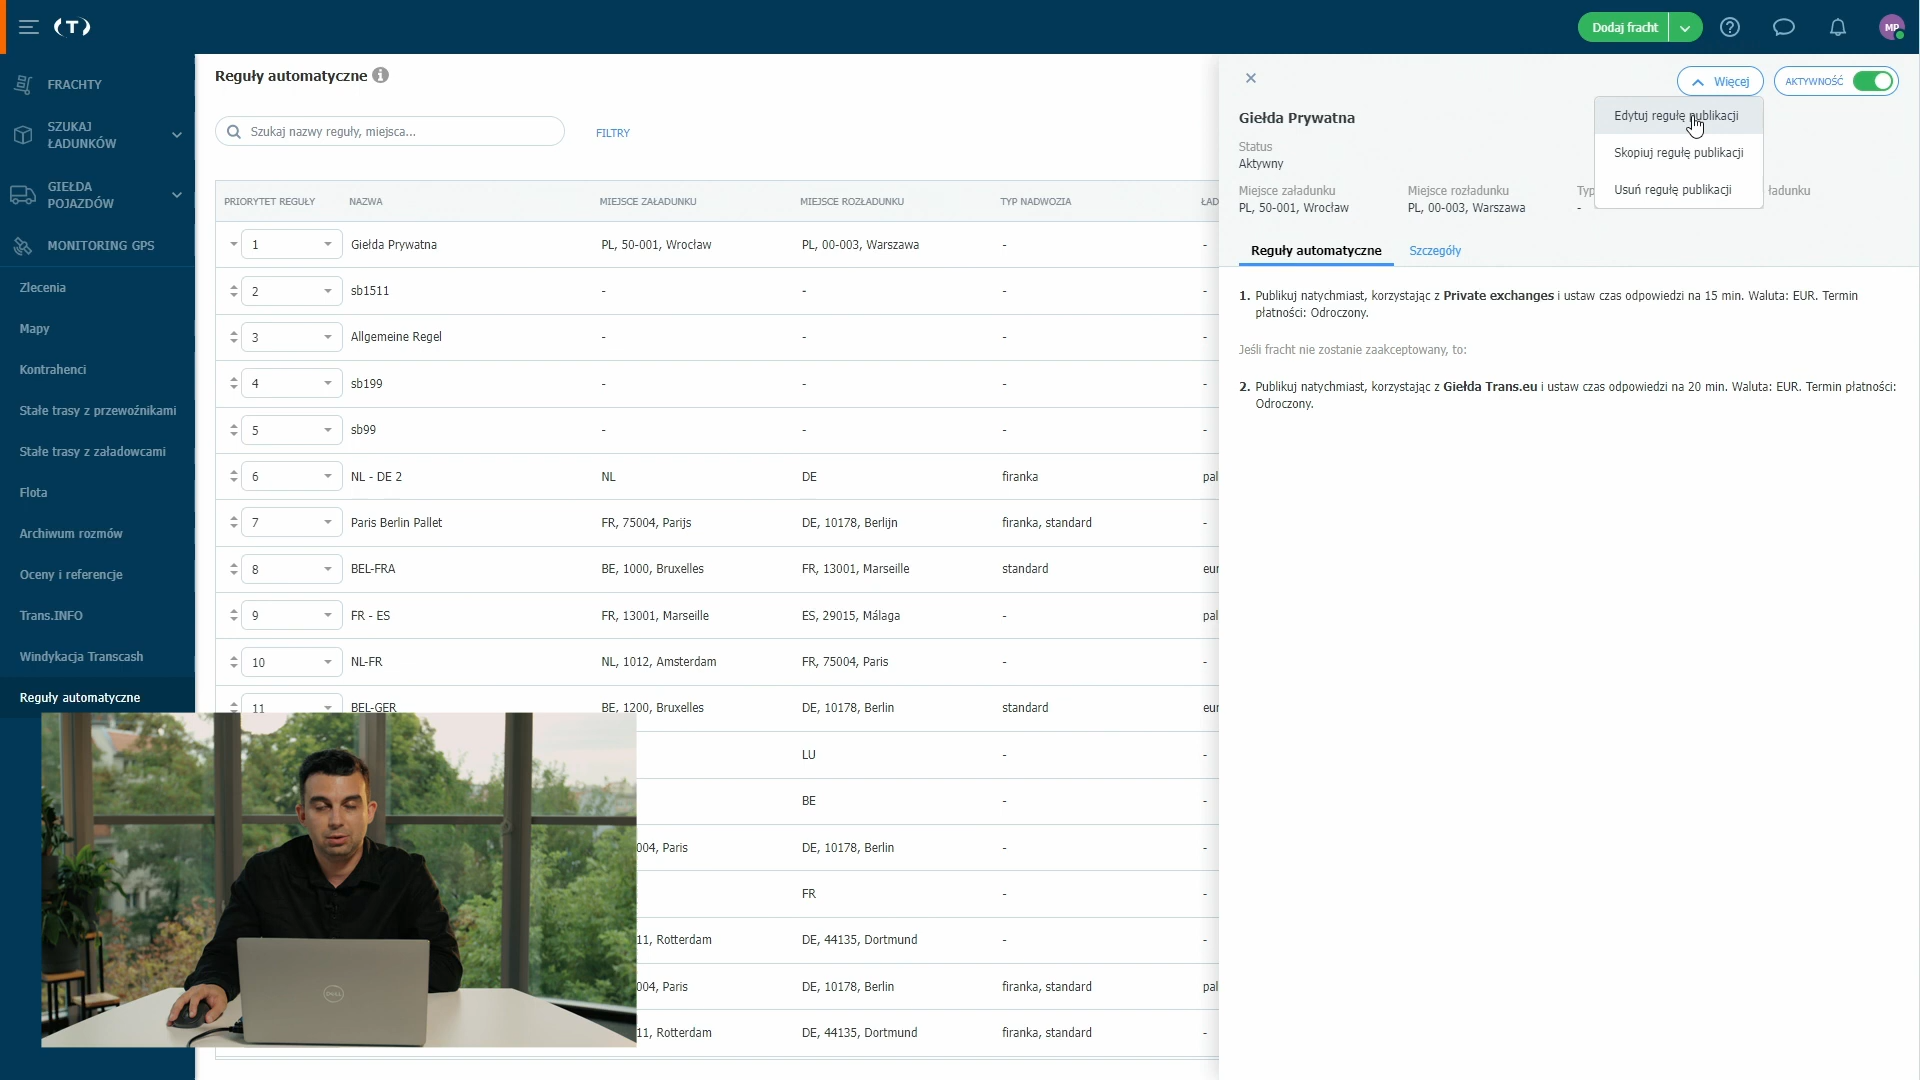 (T)
Dodaj fracht
MP
FRACHTY
SZUKAJ
ŁADUNKÓW
GIEŁDA
POJAZDÓW
MONITORING GPS
Zlecenia
Mapy
Kontrahenci
Stałe trasy z przewoźnikami
Stałe trasy z załadowcami
Flota
Archiwum rozmów
Oceny i referencje
Trans.INFO
Windykacja Transcash
Reguły automatyczne
Reguły automatyczne
Szukaj nazwy reguły, miejsca...
FILTRY
PRIORYTET REGUŁY NAZWA MIEJSCE ZAŁADUNKU MIEJSCE ROZŁADUNKU TYP NADWOZIA ŁAD
1 Giełda Prywatna PL, 50-001, Wrocław PL, 00-003, Warszawa - -
2 sb1511 - - - -
3 Allgemeine Regel - - - -
4 sb199 - - - -
5 sb99 - - - -
6 NL - DE 2 NL DE firanka pal
7 Paris Berlin Pallet FR, 75004, Parijs DE, 10178, Berlijn firanka, standard -
8 BEL-FRA BE, 1000, Bruxelles FR, 13001, Marseille standard eur
9 FR - ES FR, 13001, Marseille ES, 29015, Málaga - pal
10 NL-FR NL, 1012, Amsterdam FR, 75004, Paris - -
11 BEL-GER BE, 1200, Bruxelles DE, 10178, Berlin standard eur
LU - -
BE - -
004, Paris DE, 10178, Berlin - -
FR - -
11, Rotterdam DE, 44135, Dortmund - -
004, Paris DE, 10178, Berlin firanka, standard pal
11, Rotterdam DE, 44135, Dortmund firanka, standard -
DELL
Więcej
AKTYWNOŚĆ
Edytuj regułę publikacji
Skopiuj regułę publikacji
Usuń regułę publikacji
Giełda Prywatna
Status
Aktywny
Miejsce załadunku Miejsce rozładunku Typ ładunku
PL, 50-001, Wrocław PL, 00-003, Warszawa -
Reguły automatyczne Szczegóły
1. Publikuj natychmiast, korzystając z Private exchanges i ustaw czas odpowiedzi na 15 min. Waluta: EUR. Termin
płatności: Odroczony.
Jeśli fracht nie zostanie zaakceptowany, to:
2. Publikuj natychmiast, korzystając z Giełda Trans.eu i ustaw czas odpowiedzi na 20 min. Waluta: EUR. Termin płatności:
Odroczony.